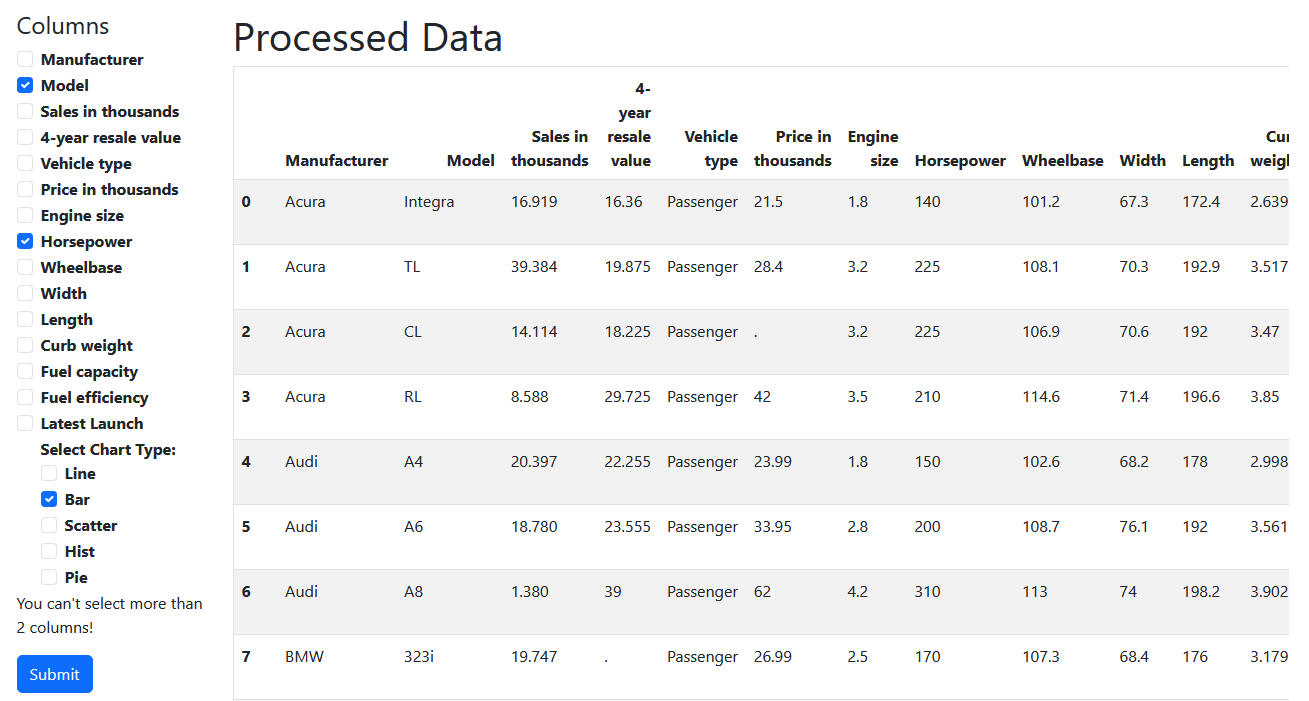 Columns
Manufacturer
Model
Sales in thousands
4-year resale value
Vehicle type
Price in thousands
Engine size
Horsepower
Wheelbase
Width
Length
Curb weight
Fuel capacity
Fuel efficiency
Latest Launch
Select Chart Type:
Line
Bar
Scatter
Hist
Pie
You can't select more than
2 columns!
Submit
Processed Data
Manufacturer Model Sales in thousands 4-year resale value Vehicle type Price in thousands Engine size Horsepower Wheelbase Width Length
0 Acura Integra 16.919 16.36 Passenger 21.5 1.8 140 101.2 67.3 172.4 2.639
1 Acura TL 39.384 19.875 Passenger 28.4 3.2 225 108.1 70.3 192.9 3.517
2 Acura CL 14.114 18.225 Passenger . 3.2 225 106.9 70.6 192 3.47
3 Acura RL 8.588 29.725 Passenger 42 3.5 210 114.6 71.4 196.6 3.85
4 Audi A4 20.397 22.255 Passenger 23.99 1.8 150 102.6 68.2 178 2.998
5 Audi A6 18.780 23.555 Passenger 33.95 2.8 200 108.7 76.1 192 3.561
6 Audi A8 1.380 39 Passenger 62 4.2 310 113 74 198.2 3.902
7 BMW 323i 19.747 . Passenger 26.99 2.5 170 107.3 68.4 176 3.179